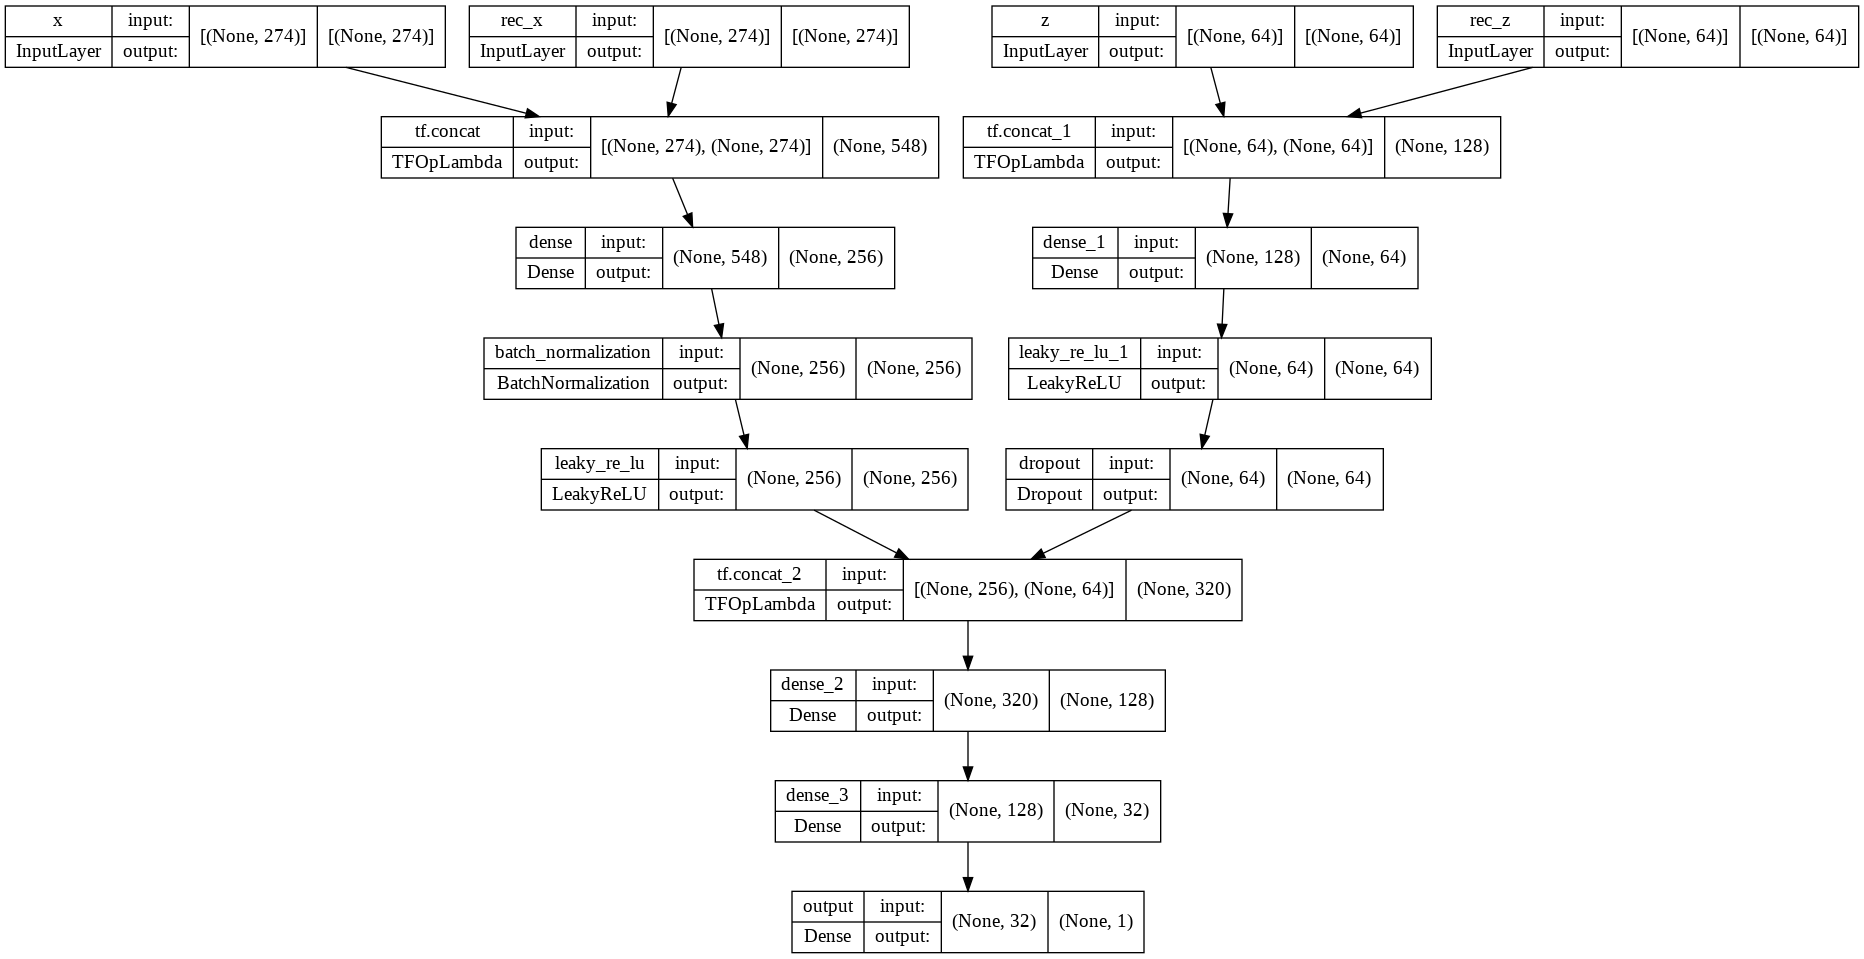 x input: [(None, 274)] [(None, 274)]
InputLayer output:
rec_x input: [(None, 274)] [(None, 274)]
InputLayer output:
z input: [(None, 64)] [(None, 64)]
InputLayer output:
rec_z input: [(None, 64)] [(None, 64)]
InputLayer output:
tf.concat input: [(None, 274), (None, 274)] (None, 548)
TFOpLambda output:
tf.concat_1 input: [(None, 64), (None, 64)] (None, 128)
TFOpLambda output:
dense input: (None, 548) (None, 256)
Dense output:
dense_1 input: (None, 128) (None, 64)
Dense output:
batch_normalization input: (None, 256) (None, 256)
BatchNormalization output:
leaky_re_lu_1 input: (None, 64) (None, 64)
LeakyReLU output:
leaky_re_lu input: (None, 256) (None, 256)
LeakyReLU output:
dropout input: (None, 64) (None, 64)
Dropout output:
tf.concat_2 input: [(None, 256), (None, 64)] (None, 320)
TFOpLambda output:
dense_2 input: (None, 320) (None, 128)
Dense output:
dense_3 input: (None, 128) (None, 32)
Dense output:
output input: (None, 32) (None, 1)
Dense output: